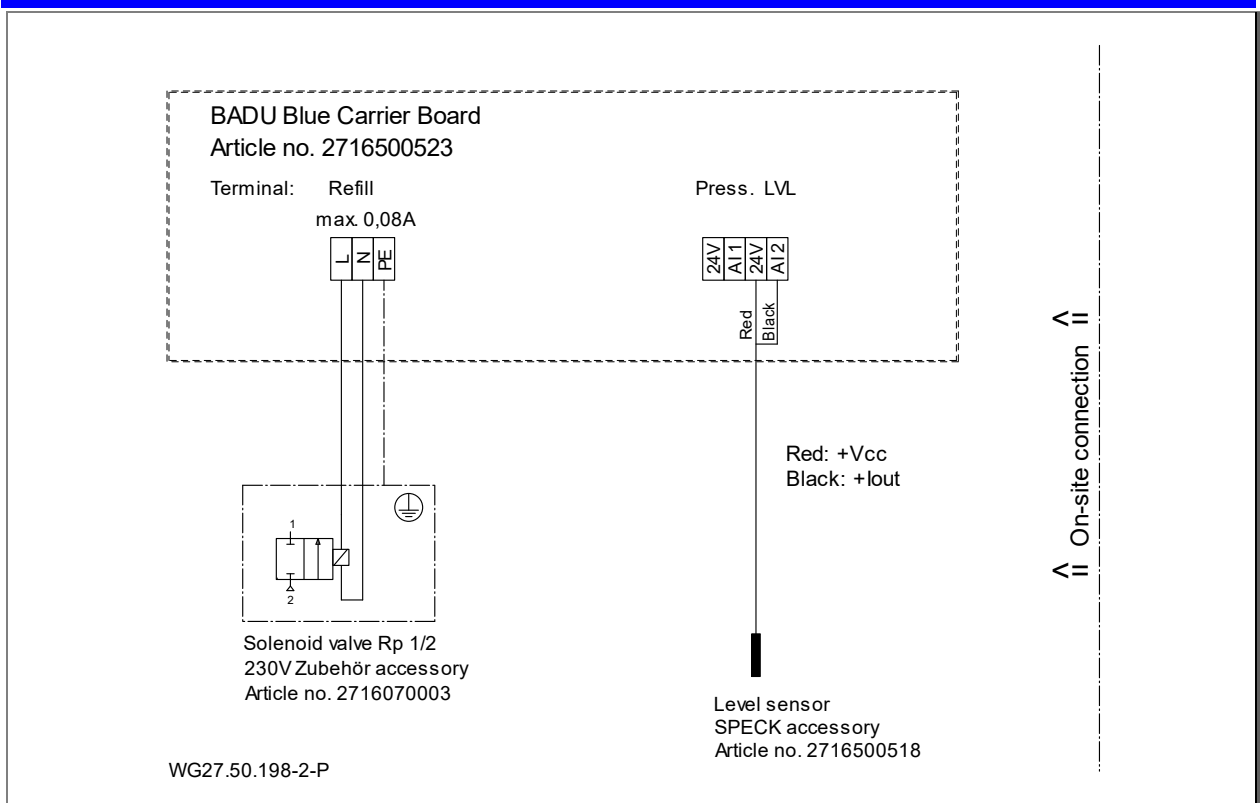 BADU Blue Carrier Board
Article no. 2716500523
Terminal: Refill
max. 0,08A
L N PE
Press. LVL
24V AI 1 24V AI 2
Red Black
Red: +Vcc
Black: +Iout
<= On-site connection <=
1
2
Solenoid valve Rp 1/2
230V Zubehör accessory
Article no. 2716070003
Level sensor
SPECK accessory
Article no. 2716500518
WG27.50.198-2-P